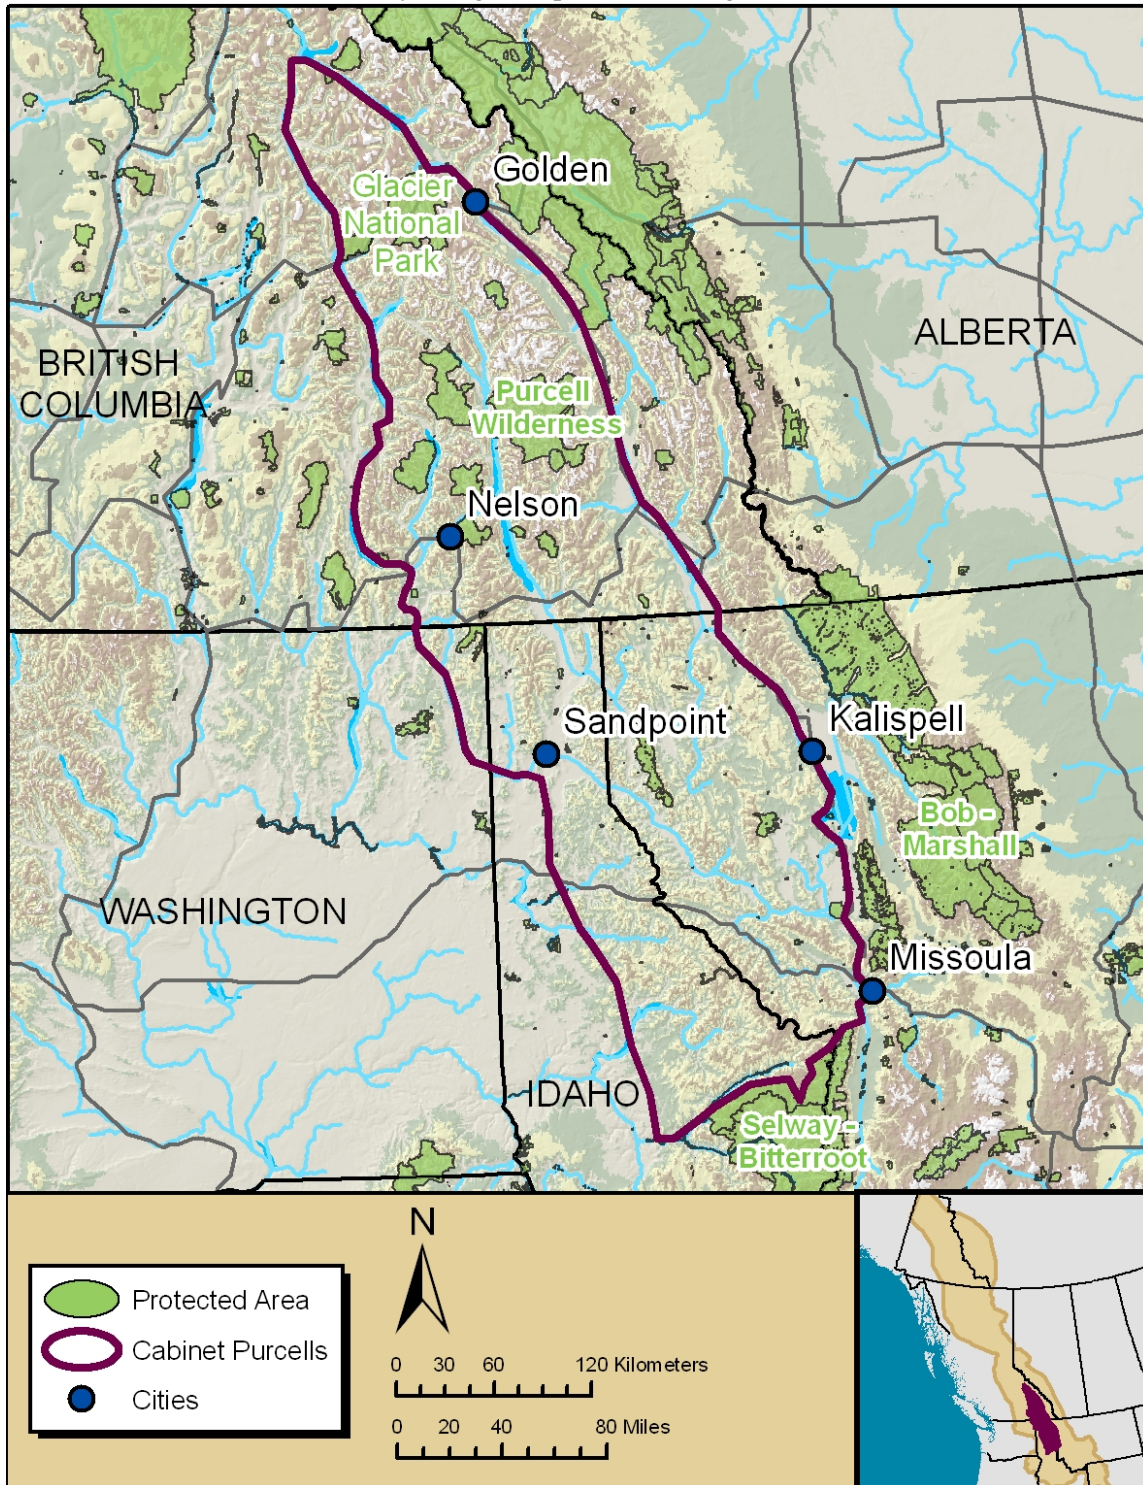 Golden
Glacier
National
Park
ALBERTA
BRITISH
COLUMBIA
Purcell
Wilderness
Nelson
Sandpoint
Kalispell
Bob -
Marshall
WASHINGTON
Missoula
IDAHO
Selway -
Bitterroot
N
Protected Area
Cabinet Purcells
Cities
0 30 60 120 Kilometers
0 20 40 80 Miles